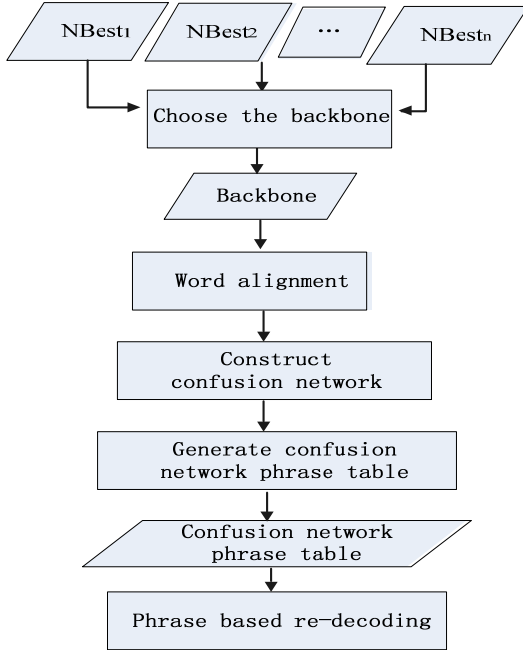 NBest1 NBest2 ... NBestn
Choose the backbone
Backbone
Word alignment
Construct
confusion network
Generate confusion
network phrase table
Confusion network
phrase table
Phrase based re-decoding